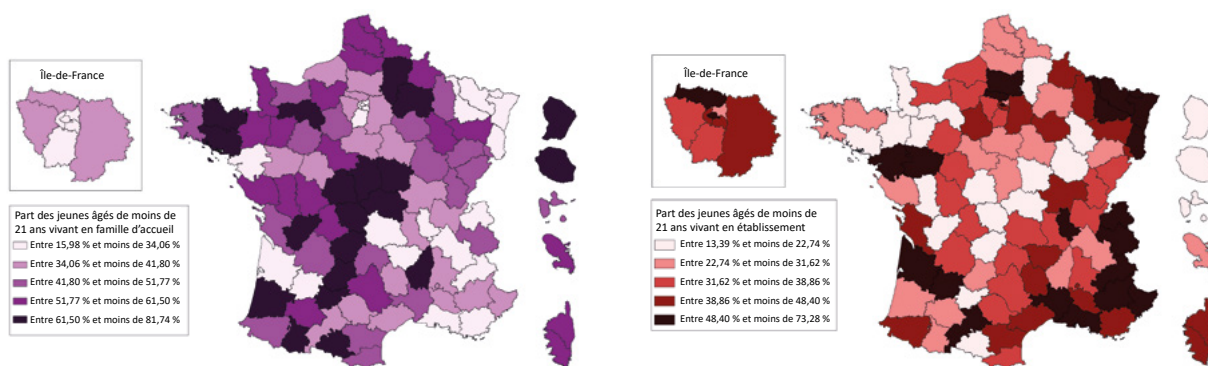 Île-de-France
Part des jeunes âgés de moins de
21 ans vivant en famille d’accueil
Entre 15,98 % et moins de 34,06 %
Entre 34,06 % et moins de 41,80 %
Entre 41,80 % et moins de 51,77 %
Entre 51,77 % et moins de 61,50 %
Entre 61,50 % et moins de 81,74 %
Île-de-France
Part des jeunes âgés de moins de
21 ans vivant en établissement
Entre 13,39 % et moins de 22,74 %
Entre 22,74 % et moins de 31,62 %
Entre 31,62 % et moins de 38,86 %
Entre 38,86 % et moins de 48,40 %
Entre 48,40 % et moins de 73,28 %